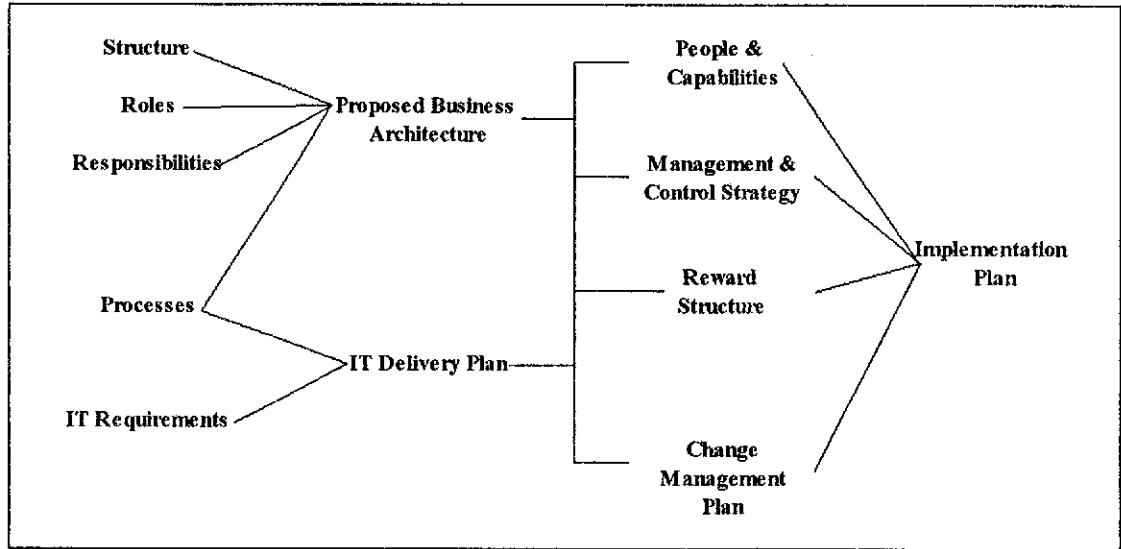 Structure
Roles
Responsibilities
Processes
IT Requirements
Proposed Business
Architecture
IT Delivery Plan
People &
Capabilities
Management &
Control Strategy
Reward
Structure
Change
Management
Plan
Implementation
Plan